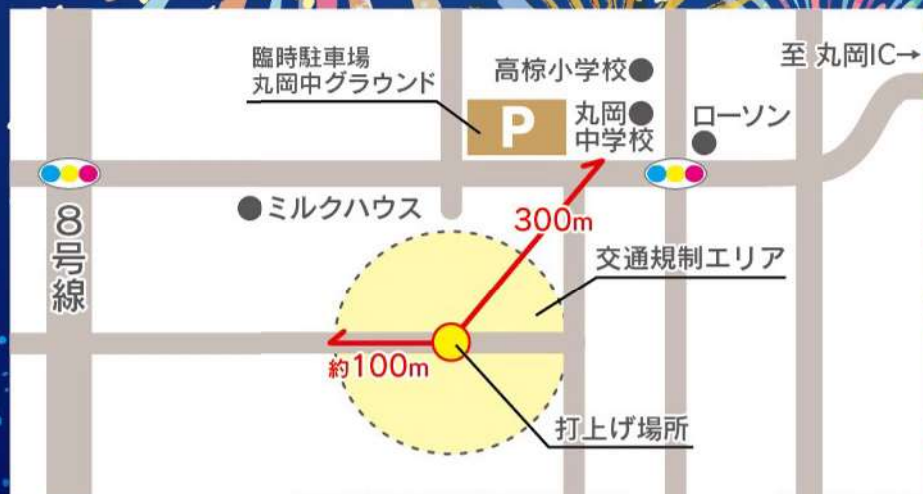 臨時駐車場
丸岡中グラウンド
高椋小学校
至 丸岡IC→
P
丸岡
中学校
ローソン
8号線
ミルクハウス
300m
交通規制エリア
約100m
打上げ場所